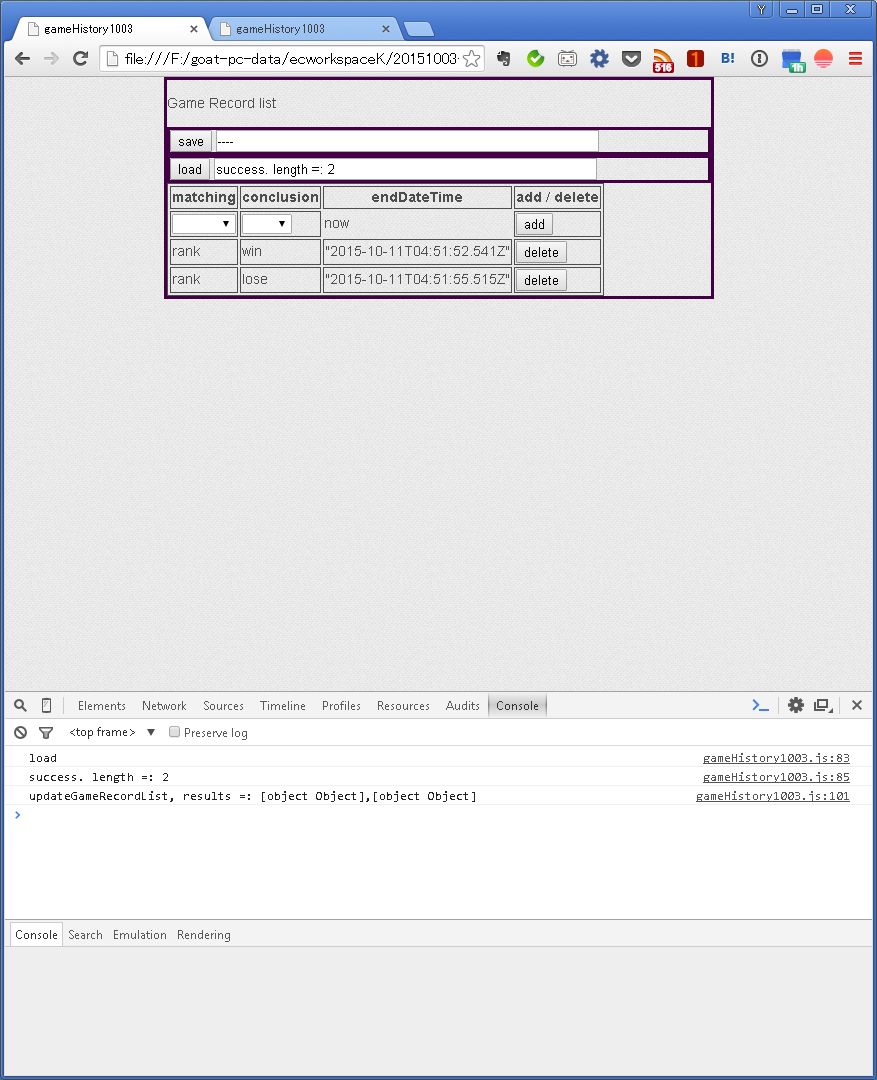 Y
gameHistory1003 gameHistory1003
file:///F:/goat-pc-data/ecworkspaceK/20151003-
516 1 B! 1h
Game Record list
save ----
load success. length =: 2
matching conclusion endDateTime add / delete
now add
rank win "2015-10-11T04:51:52.541Z" delete
rank lose "2015-10-11T04:51:55.515Z" delete
Elements Network Sources Timeline Profiles Resources Audits Console
<top frame> Preserve log
load gameHistory1003.js:83
success. length =: 2 gameHistory1003.js:85
updateGameRecordList, results =: [object Object],[object Object] gameHistory1003.js:101
Console Search Emulation Rendering